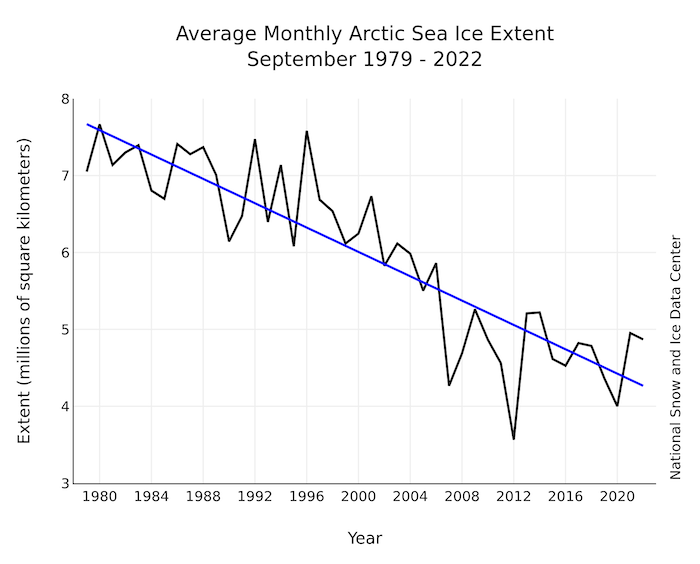 Average Monthly Arctic Sea Ice Extent
September 1979 - 2022
Extent (millions of square kilometers)
8
7
6
5
4
3
1980 1984 1988 1992 1996 2000 2004 2008 2012 2016 2020
Year
National Snow and Ice Data Center